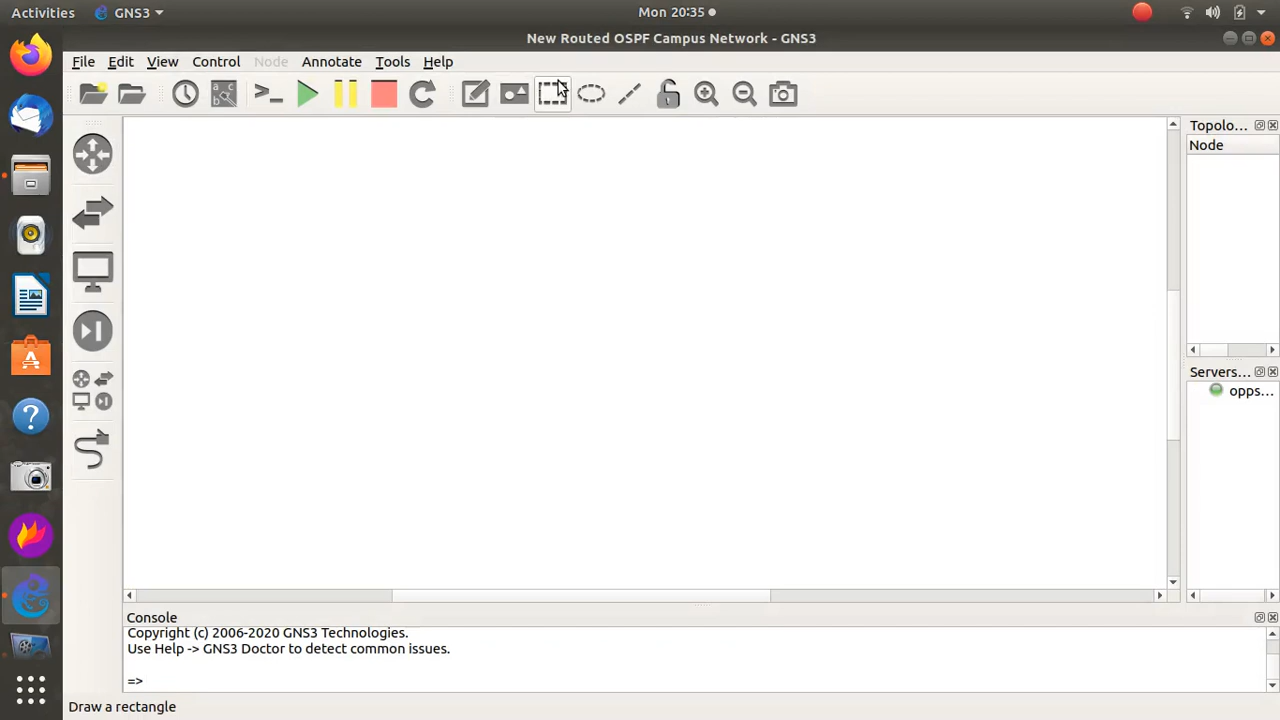 Activities
GNS3
Mon 20:35
New Routed OSPF Campus Network - GNS3
File Edit View Control Node Annotate Tools Help
Topolo...
Node
Servers...
opps...
Console
Copyright (c) 2006-2020 GNS3 Technologies.
Use Help -> GNS3 Doctor to detect common issues.
=>
Draw a rectangle